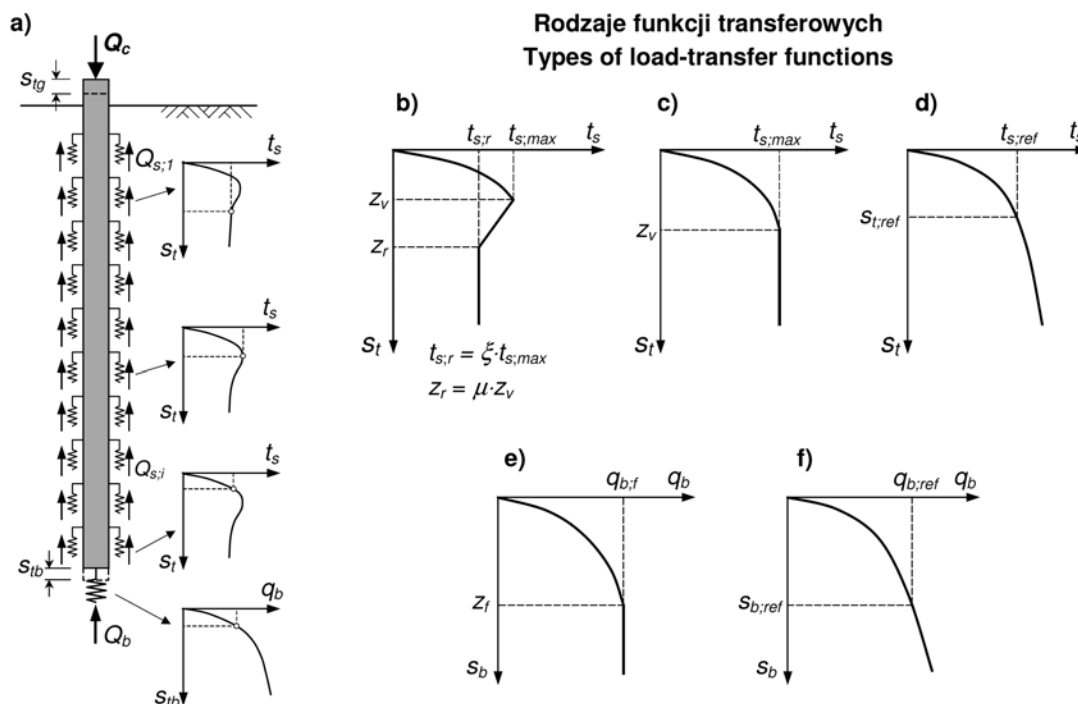 a)
Q_c
s_tg
Q_s;1
t_s
s_t
t_s
s_t
Q_s;i
t_s
s_t
s_tb
Q_b
q_b
s_tb
Rodzaje funkcji transferowych
Types of load-transfer functions
b)
t_s;r t_s;max t_s
z_v
z_r
s_t
t_s;r = ξ·t_s;max
z_r = μ·z_v
c)
t_s;max t_s
z_v
s_t
d)
t_s;ref t_s
s_t;ref
s_t
e)
q_b;f q_b
z_f
s_b
f)
q_b;ref q_b
s_b;ref
s_b